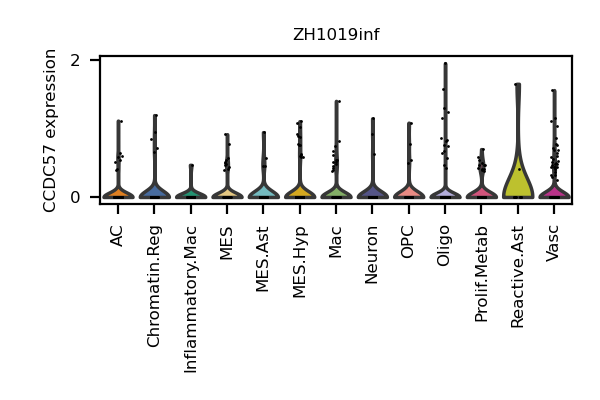 ZH1019inf
CCDC57 expression
2
0
AC
Chromatin.Reg
Inflammatory.Mac
MES
MES.Ast
MES.Hyp
Mac
Neuron
OPC
Oligo
Prolif.Metab
Reactive.Ast
Vasc